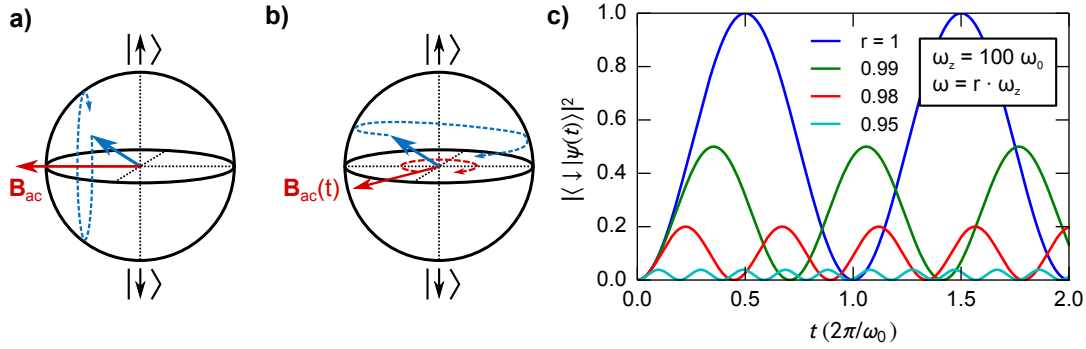 a)
|↑⟩
B_ac
|↓⟩
b)
|↑⟩
B_ac(t)
|↓⟩
c)
|⟨↓|ψ(t)⟩|²
1.0
0.8
0.6
0.4
0.2
0.0
r = 1
0.99
0.98
0.95
ω_z = 100 ω_0
ω = r · ω_z
0.0 0.5 1.0 1.5 2.0
t (2π/ω_0)